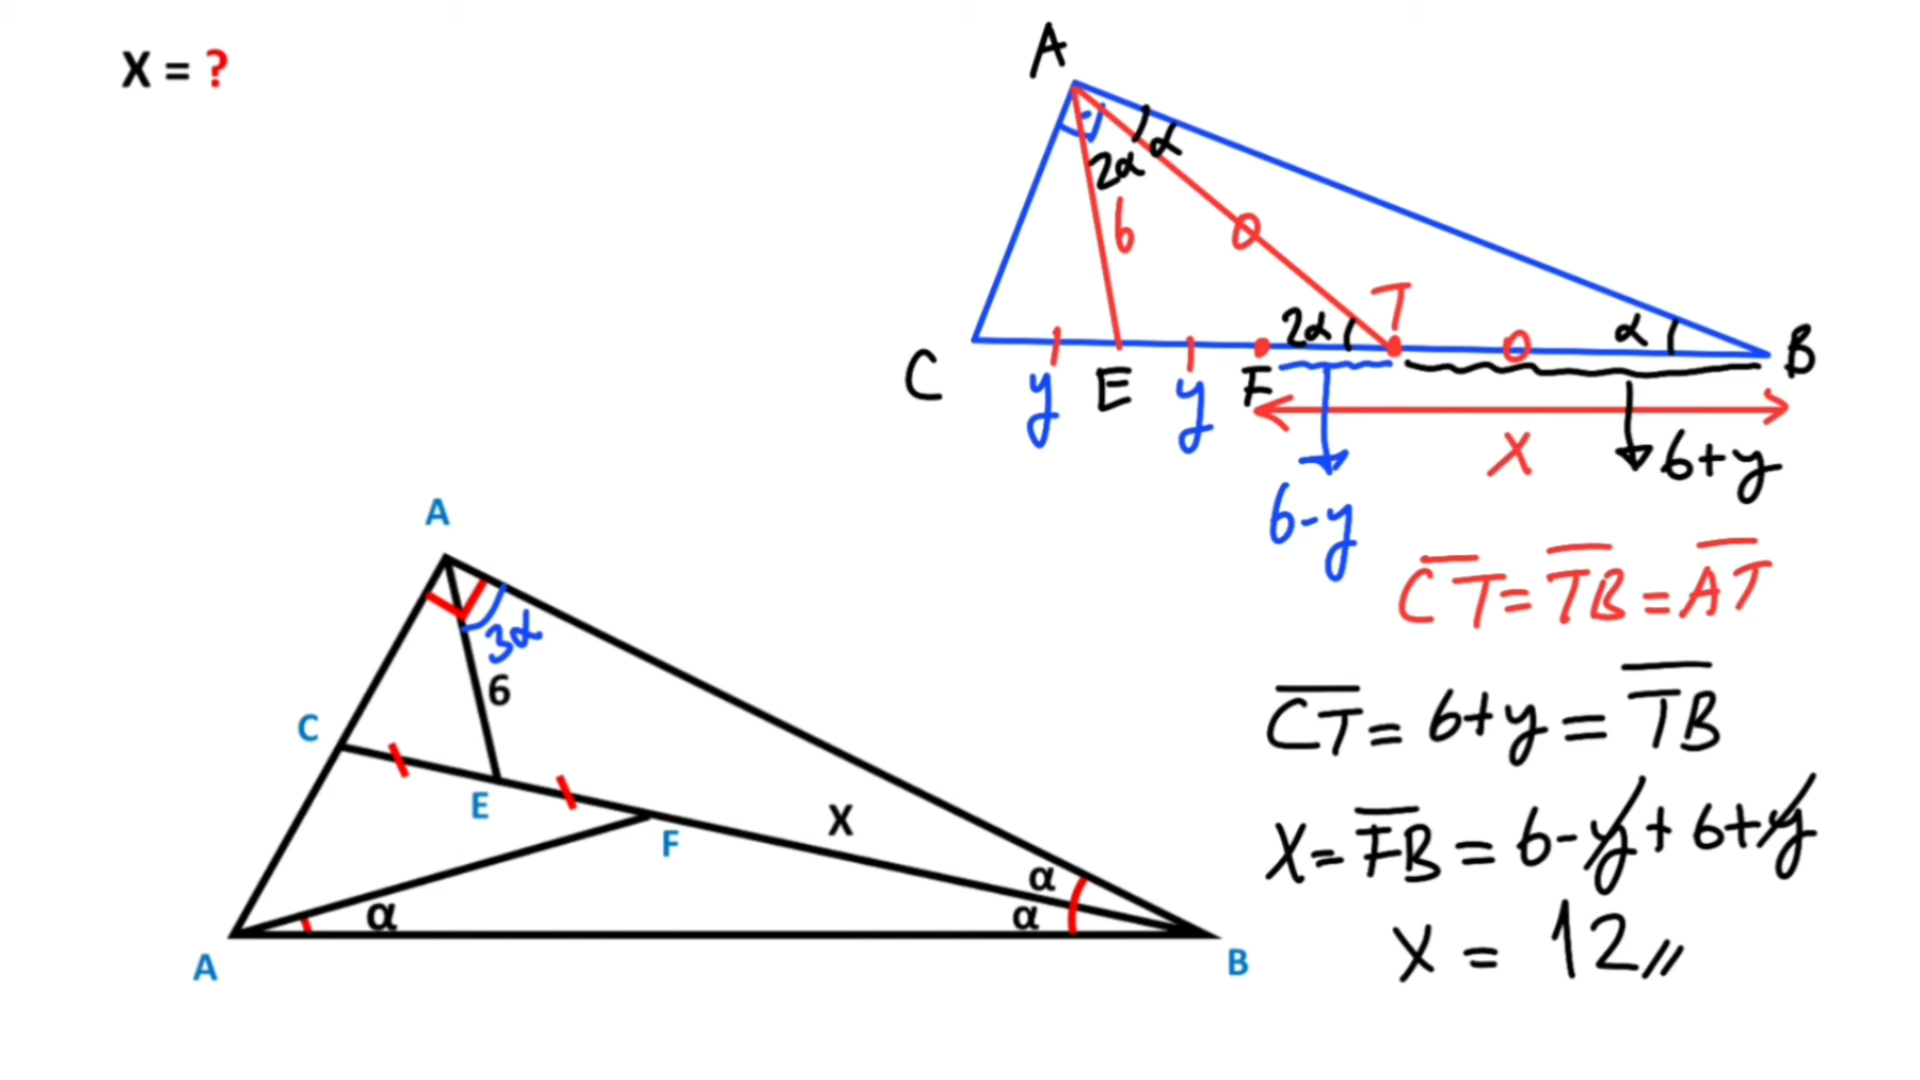 X = ?
A
α
2α
6
T
2α
α
B
C
y
E
y
F
X
6-y
6+y
CT = TB = AT
CT = 6+y = TB
X = FB = 6-y + 6+y
X = 12 //
A
3α
6
C
E
F
X
α
α
α
A
B